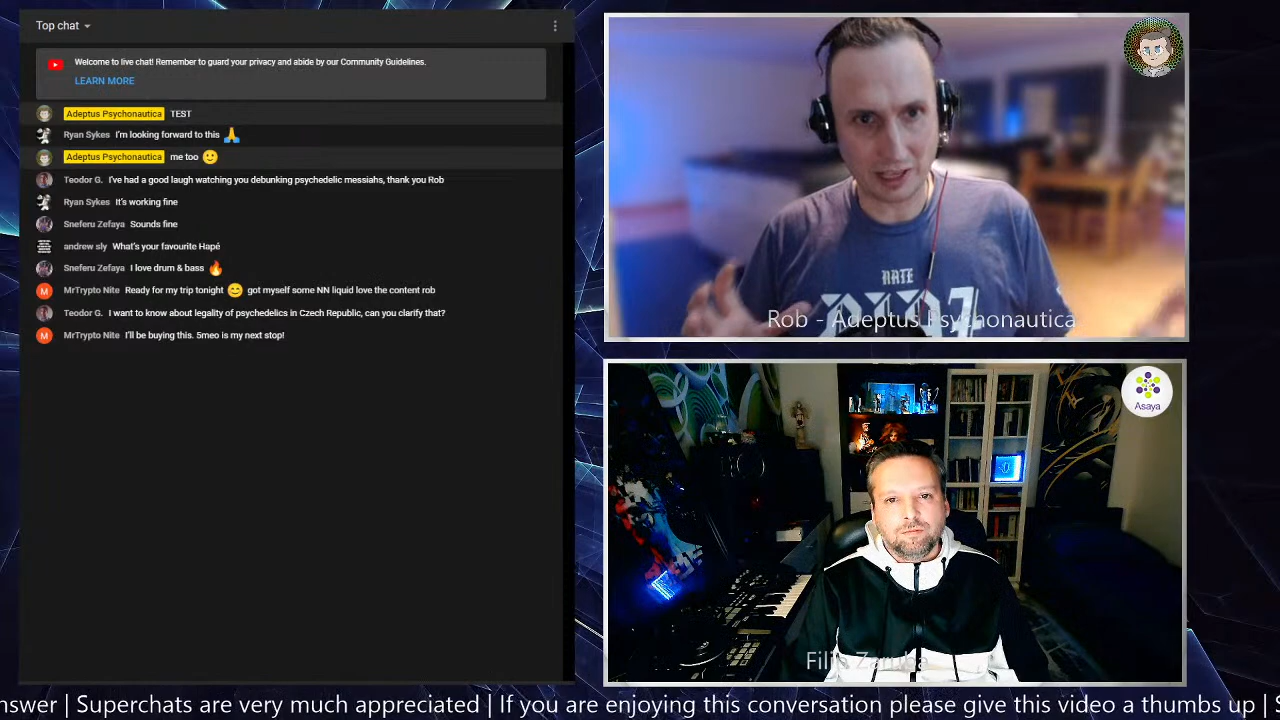 Top chat
Welcome to live chat! Remember to guard your privacy and abide by our Community Guidelines.
LEARN MORE
Adeptus Psychonautica TEST
Ryan Sykes I'm looking forward to this 🙏
Adeptus Psychonautica me too 🙂
Teodor G. I've had a good laugh watching you debunking psychedelic messiahs, thank you Rob
Ryan Sykes It's working fine
Sneferu Zefaya Sounds fine
andrew sly What's your favourite Hapé
Sneferu Zefaya I love drum & bass 🔥
M MrTrypto Nite Ready for my trip tonight 😊 got myself some NN liquid love the content rob
Teodor G. I want to know about legality of psychedelics in Czech Republic, can you clarify that?
M MrTrypto Nite I'll be buying this. 5meo is my next stop!
NATE
Rob - Adeptus Psychonautica
Asaya
Filip Zamba
nswer | Superchats are very much appreciated | If you are enjoying this conversation please give this video a thumbs up | S